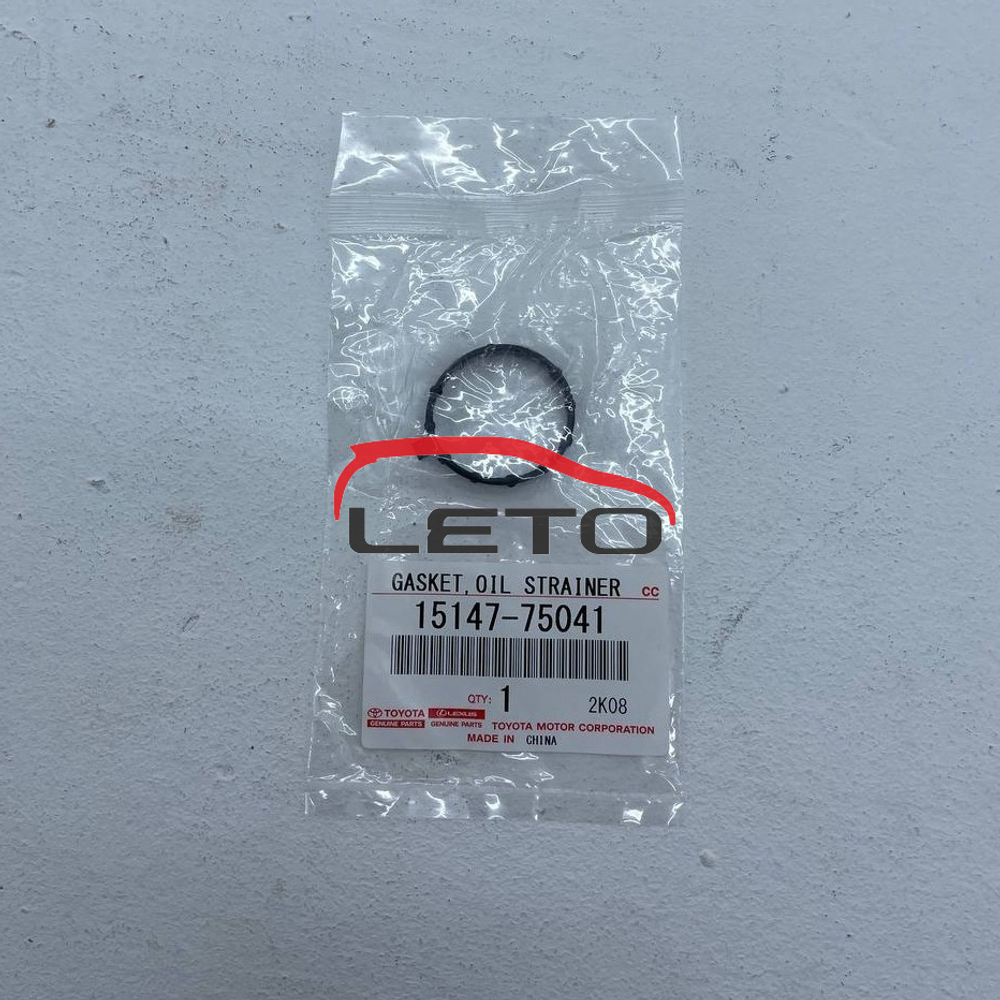 LETO
GASKET,OIL STRAINER CC
15147-75041
QTY: 1 2K08
TOYOTA LEXUS
GENUINE PARTS GENUINE PARTS TOYOTA MOTOR CORPORATION
MADE IN CHINA